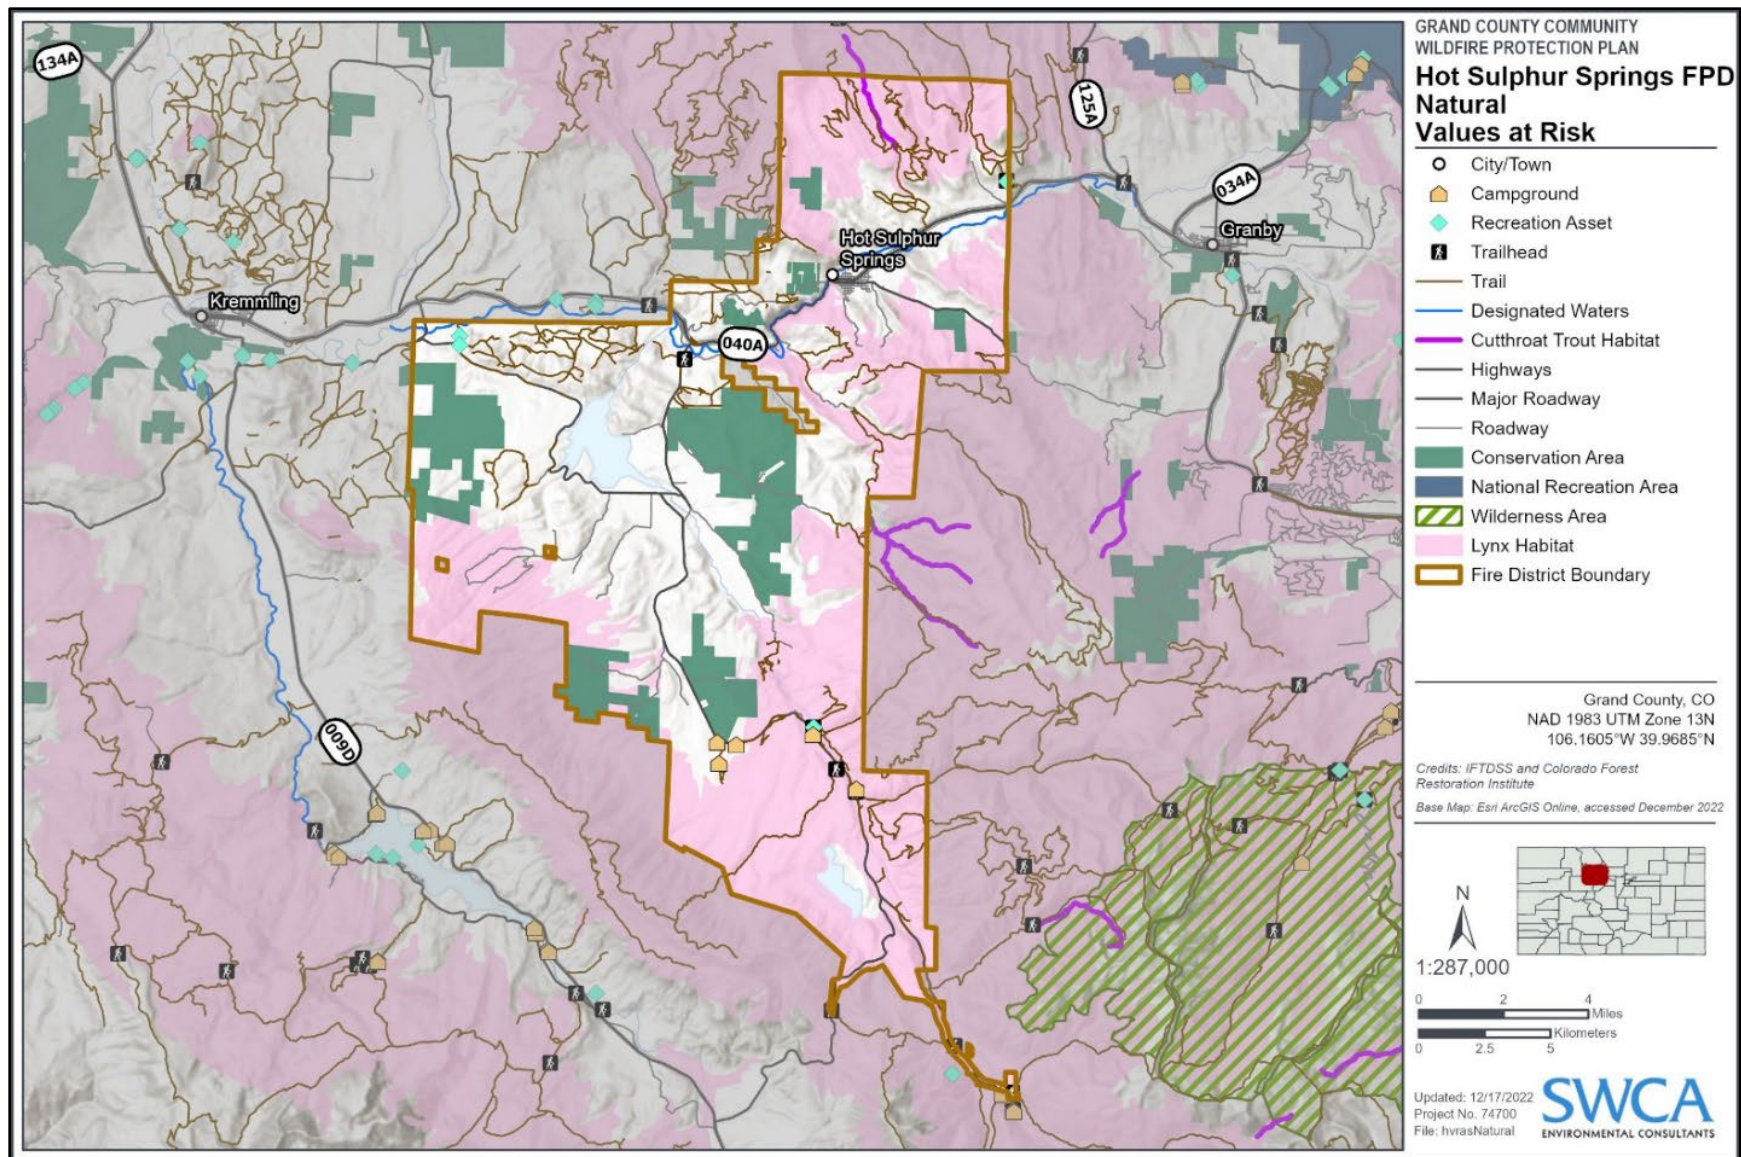 134A
125A
034A
Hot Sulphur
Springs
Granby
Kremmling
040A
009D
GRAND COUNTY COMMUNITY
WILDFIRE PROTECTION PLAN
Hot Sulphur Springs FPD
Natural
Values at Risk
City/Town
Campground
Recreation Asset
Trailhead
Trail
Designated Waters
Cutthroat Trout Habitat
Highways
Major Roadway
Roadway
Conservation Area
National Recreation Area
Wilderness Area
Lynx Habitat
Fire District Boundary
Grand County, CO
NAD 1983 UTM Zone 13N
106.1605°W 39.9685°N
Credits: IFTDSS and Colorado Forest
Restoration Institute
Base Map: Esri ArcGIS Online, accessed December 2022
N
1:287,000
0 2 4
Miles
Kilometers
0 2.5 5
Updated: 12/17/2022
Project No. 74700
File: hvrasNatural
SWCA
ENVIRONMENTAL CONSULTANTS